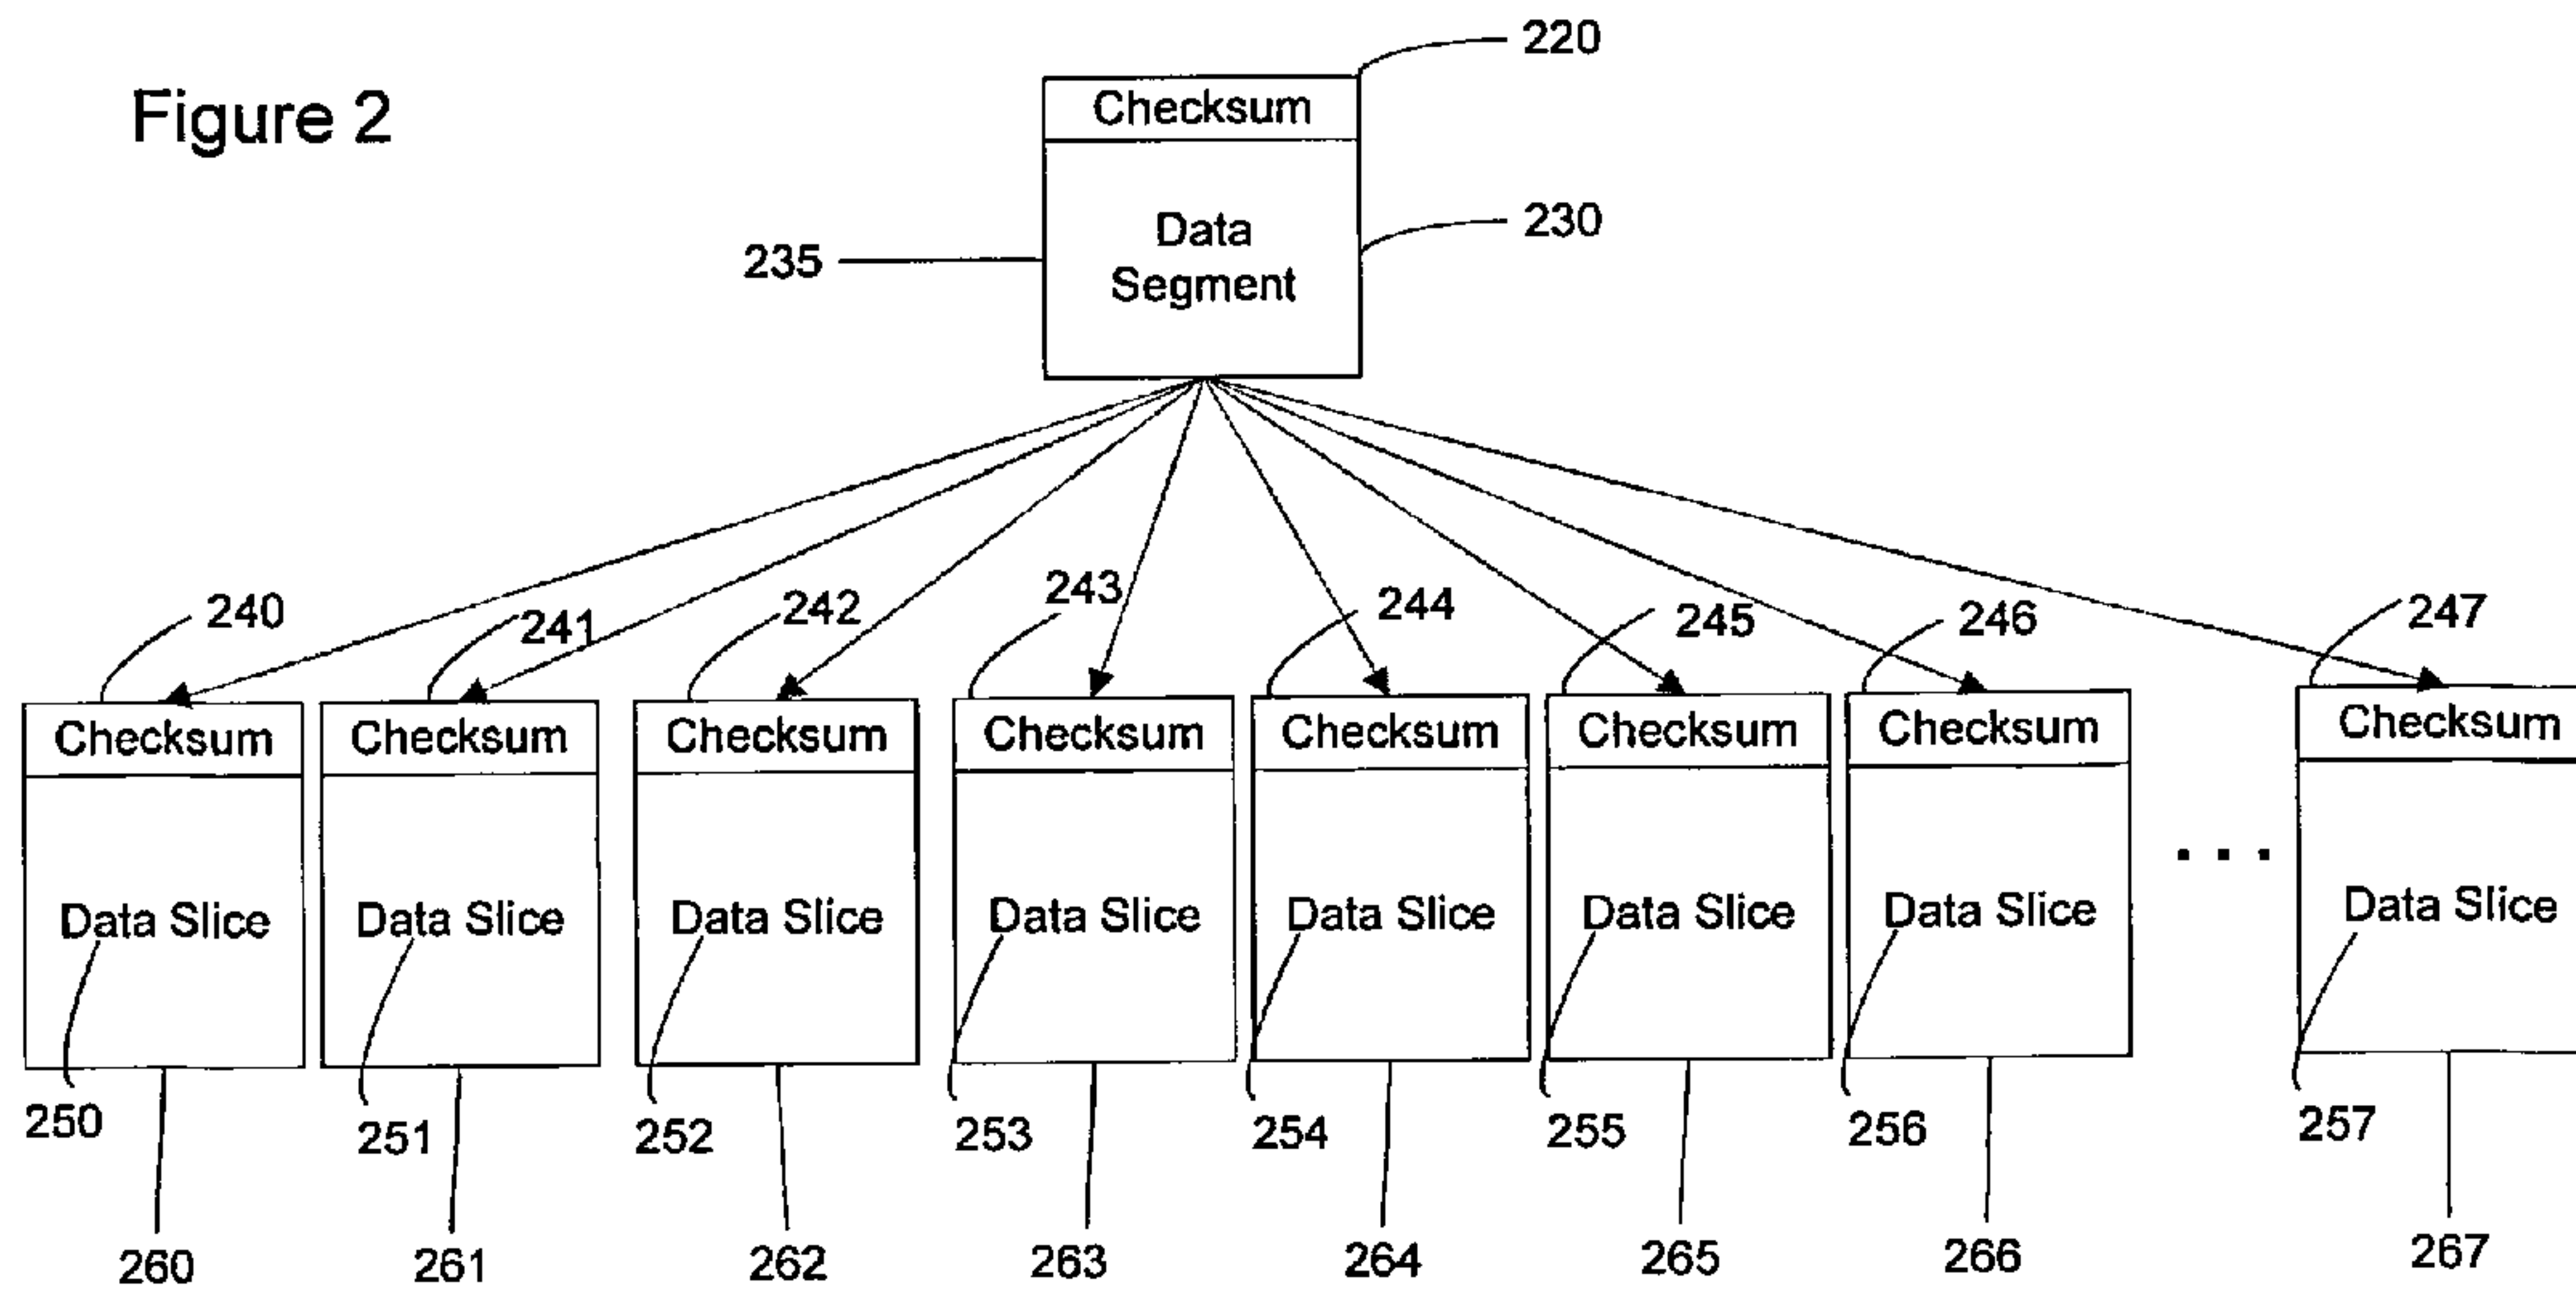 Figure 2
220
Checksum
Data
Segment
230
235
240
241
242
243
244
245
246
247
Checksum
Checksum
Checksum
Checksum
Checksum
Checksum
Checksum
Checksum
Data Slice
Data Slice
Data Slice
Data Slice
Data Slice
Data Slice
Data Slice
. . .
Data Slice
250
251
252
253
254
255
256
257
260
261
262
263
264
265
266
267